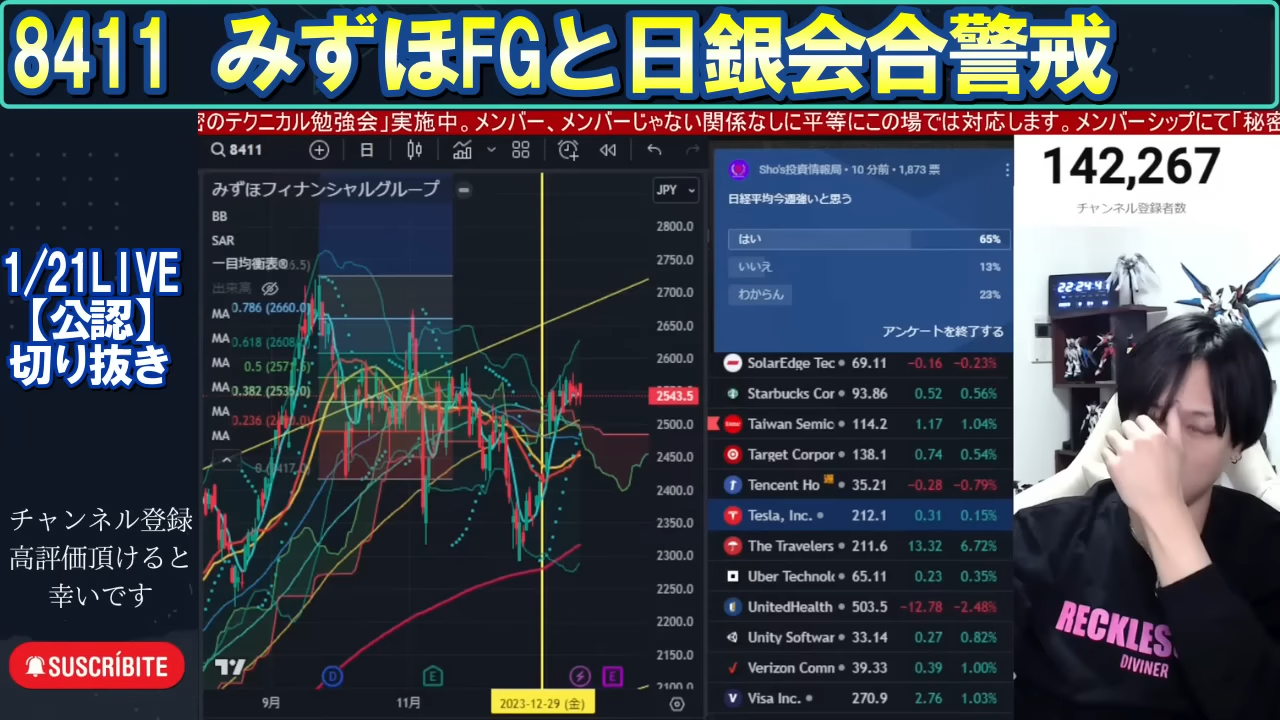 8411 みずほFGと日銀会合警戒
密のテクニカル勉強会」実施中。メンバー、メンバーじゃない関係なしに平等にこの場では対応します。メンバーシップにて「秘密
1/21LIVE
【公認】
切り抜き
チャンネル登録
高評価頂けると
幸いです
SUSCRÍBITE
8411
日
みずほフィナンシャルグループ
JPY
BB
SAR
一目均衡表
出来高
MA
MA
MA
MA
MA
MA
0.786 (2660.0)
0.5 (2571.5)
0.382 (2535.0)
2800.0
2750.0
2700.0
2650.0
2600.0
2543.5
2500.0
2450.0
2400.0
2350.0
2300.0
2250.0
2200.0
2150.0
2100.0
D
E
E
9月
11月
2023-12-29 (金)
Sho's投資情報局・10 分前・1,873 票
日経平均今週強いと思う
はい 65%
いいえ 13%
わからん 23%
アンケートを終了する
SolarEdge Tec 69.11 −0.16 −0.23%
Starbucks Cor 93.86 0.52 0.56%
Taiwan Semic 114.2 1.17 1.04%
Target Corpor 138.1 0.74 0.54%
Tencent Ho 35.21 −0.28 −0.79%
Tesla, Inc. 212.1 0.31 0.15%
The Travelers 211.6 13.32 6.72%
Uber Technol 65.11 0.23 0.35%
UnitedHealth 503.5 −12.78 −2.48%
Unity Softwar 33.14 0.27 0.82%
Verizon Comn 39.33 0.39 1.00%
Visa Inc. 270.9 2.76 1.03%
142,267
チャンネル登録者数
RECKLES
DIVINER